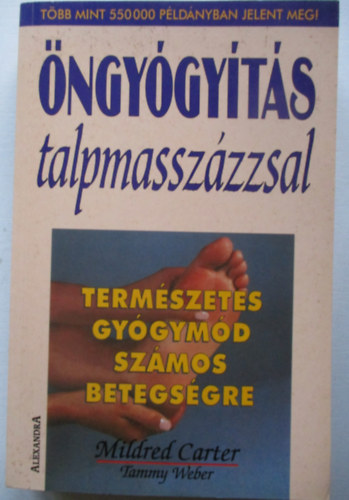 TÖBB MINT 550 000 PÉLDÁNYBAN JELENT MEG!
ÖNGYÓGYÍTÁS
talpmasszázzsal
TERMÉSZETES
GYÓGYMÓD
SZÁMOS
BETEGSÉGRE
Mildred Carter
Tammy Weber
ALEXANDRA